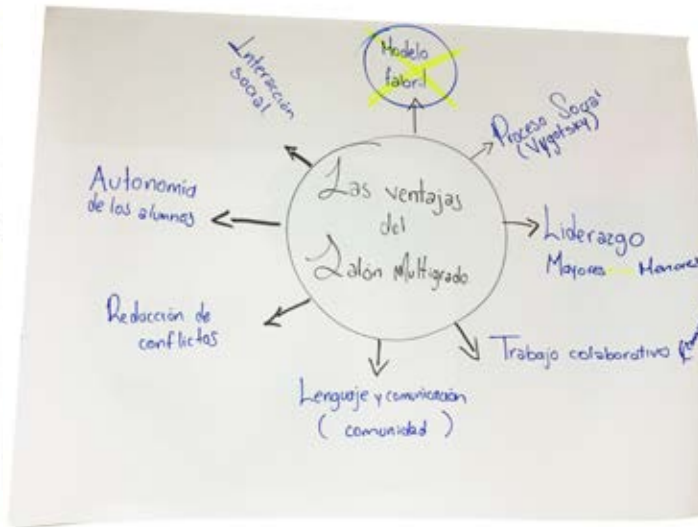 Modelo
fabril
Interacción
social
Proceso Social
(Vygotsky)
Las ventajas
del
Salón Multigrado
Autonomía
de los alumnos
Liderazgo
Mayores Menores
Redacción de
conflictos
Trabajo colaborativo
Lenguaje y comunicación
( comunidad )